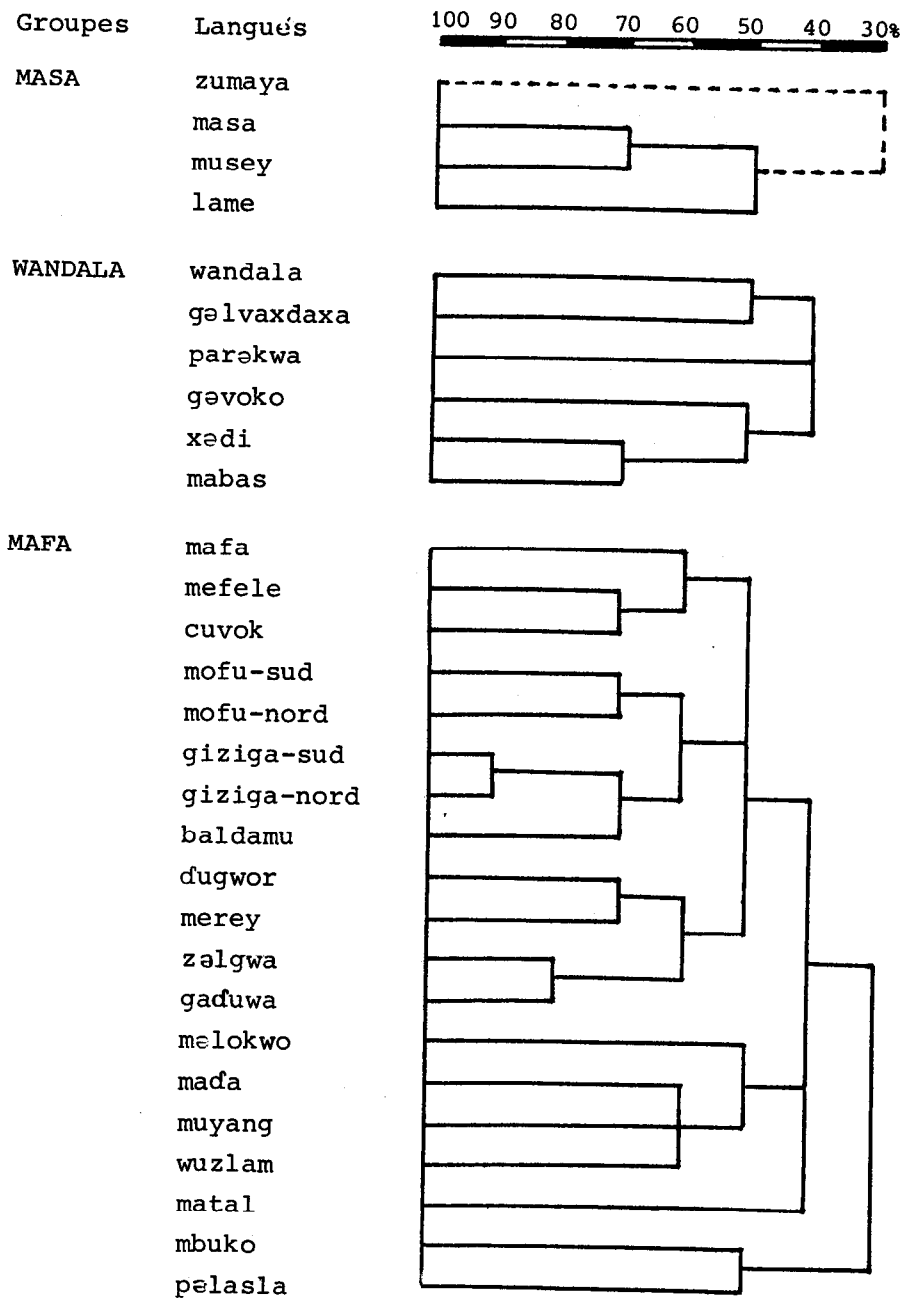 Groupes Langues 100 90 80 70 60 50 40 30%
MASA zumaya
masa
musey
lame
WANDALA wandala
gəlvaxdaxa
parəkwa
gəvoko
xədi
mabas
MAFA mafa
mefele
cuvok
mofu-sud
mofu-nord
giziga-sud
giziga-nord
baldamu
ɗugwor
merey
zəlgwa
gaɗuwa
məlokwo
maɗa
muyang
wuzlam
matal
mbuko
pəlasla